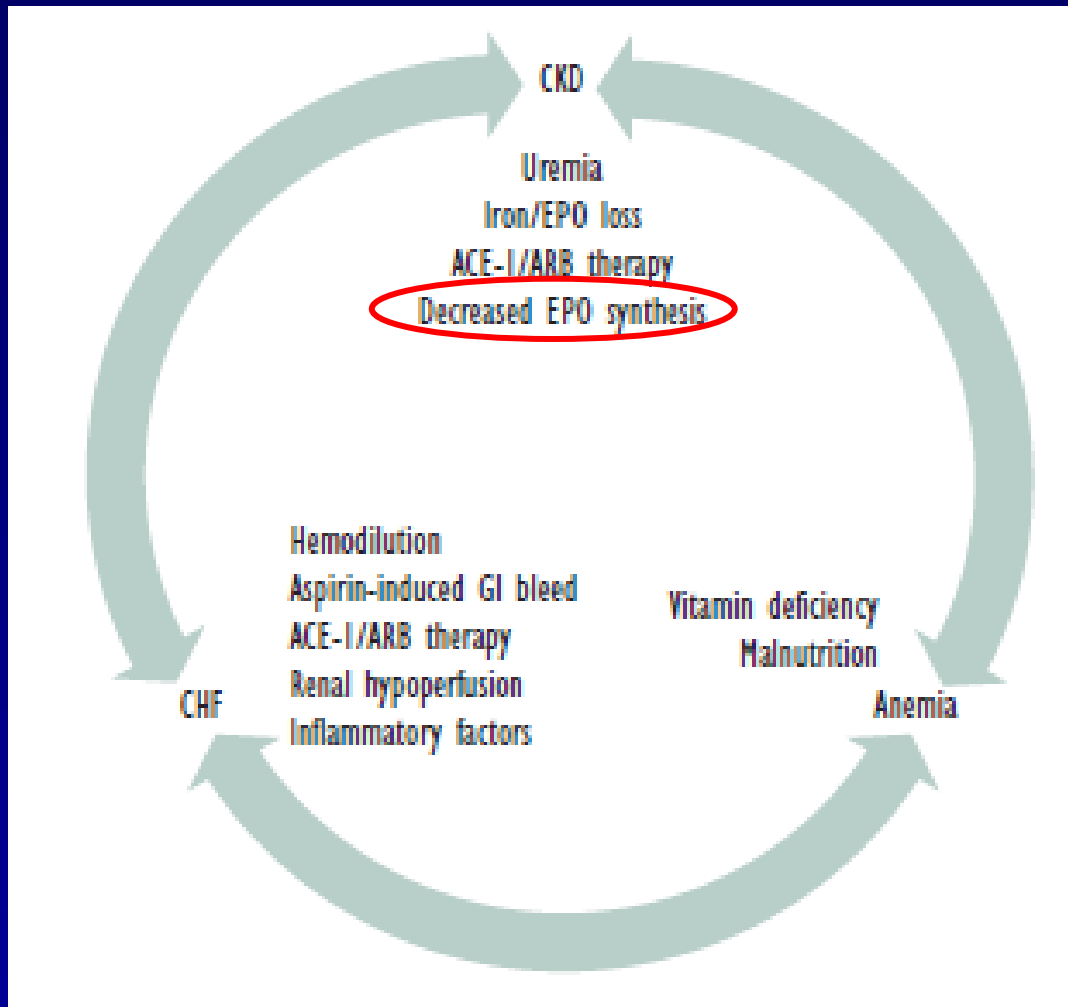 CKD
Uremia
Iron/EPO loss
ACE-I/ARB therapy
Decreased EPO synthesis
Hemodilution
Aspirin-induced GI bleed
ACE-I/ARB therapy
Renal hypoperfusion
Inflammatory factors
CHF
Vitamin deficiency
Malnutrition
Anemia